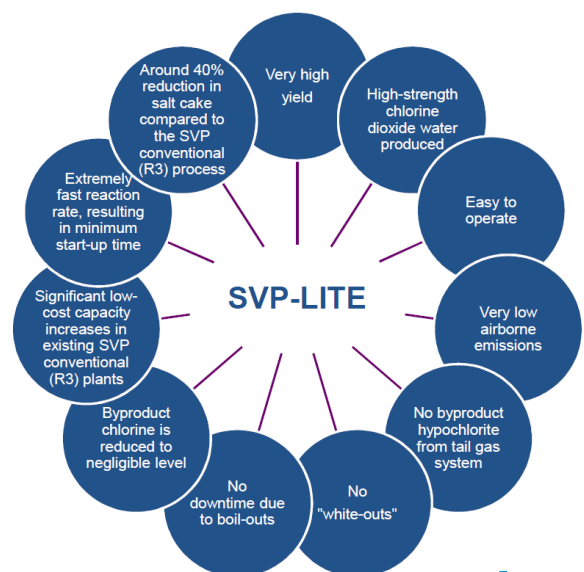 Very high
yield
High-strength
chlorine
dioxide water
produced
Easy to
operate
Very low
airborne
emissions
No byproduct
hypochlorite
from tail gas
system
No
"white-outs"
No
downtime due
to boil-outs
Byproduct
chlorine is
reduced to
negligible level
Significant low-
cost capacity
increases in
existing SVP
conventional
(R3) plants
Extremely
fast reaction
rate, resulting
in minimum
start-up time
Around 40%
reduction in
salt cake
compared to
the SVP
conventional
(R3) process
SVP-LITE